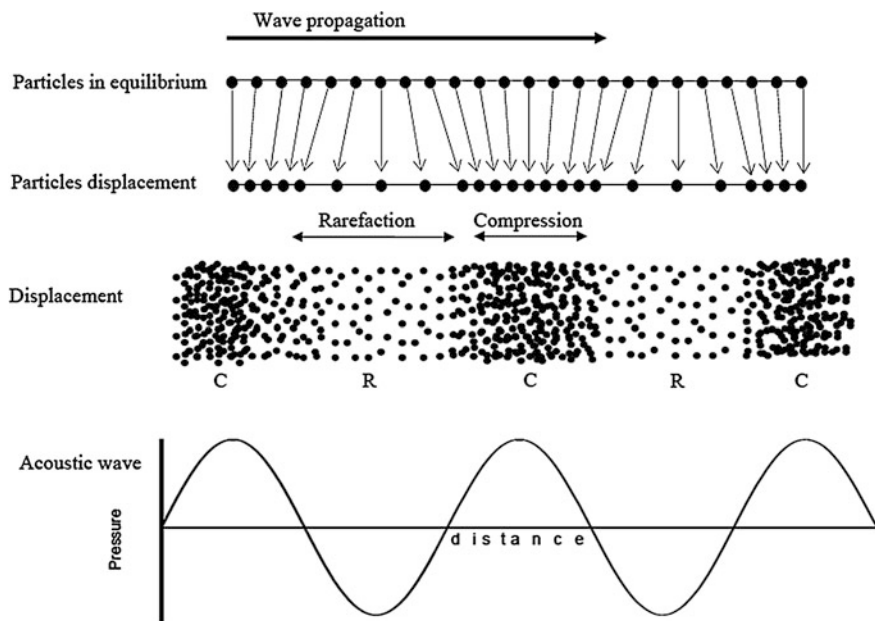 Wave propagation
Particles in equilibrium
Particles displacement
Rarefaction Compression
Displacement
C R C R C
Acoustic wave
Pressure
distance